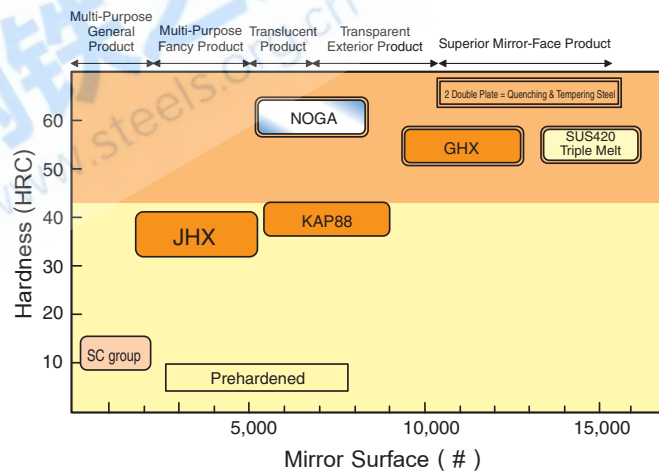 Multi-Purpose
General
Product
Multi-Purpose
Fancy Product
Translucent
Product
Transparent
Exterior Product
Superior Mirror-Face Product
2 Double Plate = Quenching & Tempering Steel
NOGA
GHX
SUS420
Triple Melt
JHX
KAP88
SC group
Prehardened
Hardness (HRC)
60
50
40
30
20
10
5,000
10,000
15,000
Mirror Surface ( # )
www.steels.org.cn